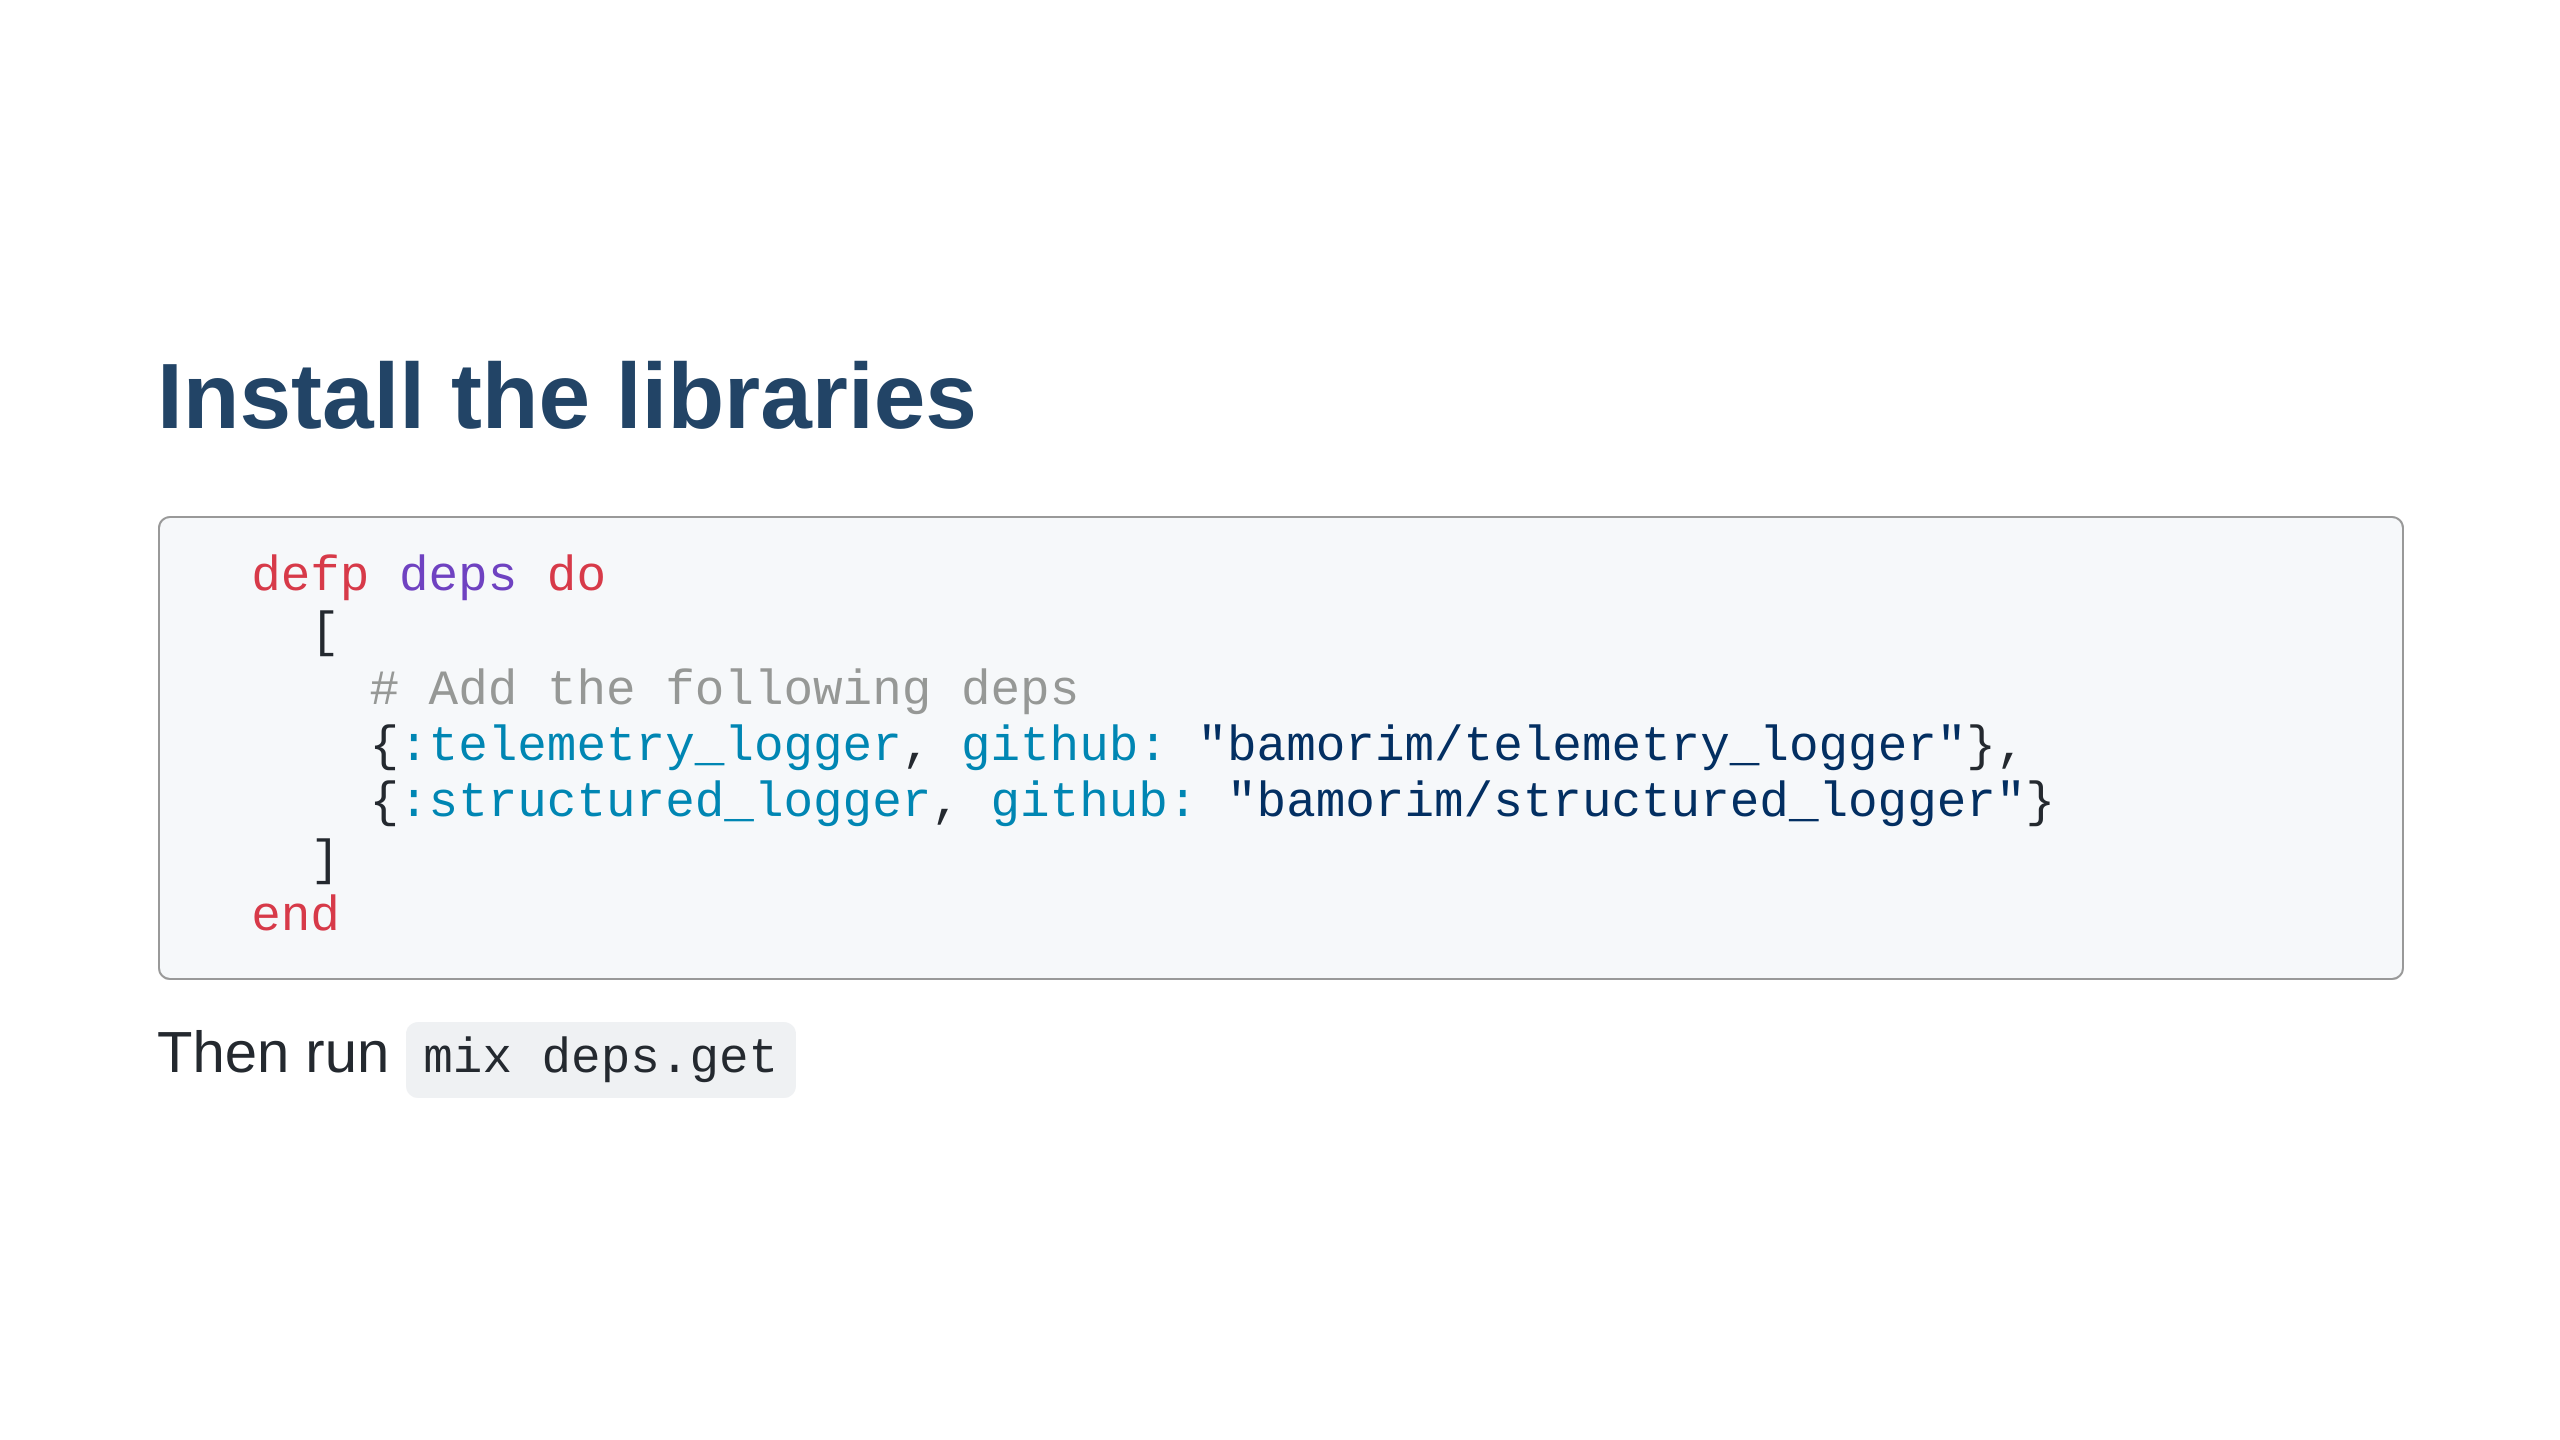 Install the libraries
defp deps do
  [
    # Add the following deps
    {:telemetry_logger, github: "bamorim/telemetry_logger"},
    {:structured_logger, github: "bamorim/structured_logger"}
  ]
end
Then run mix deps.get